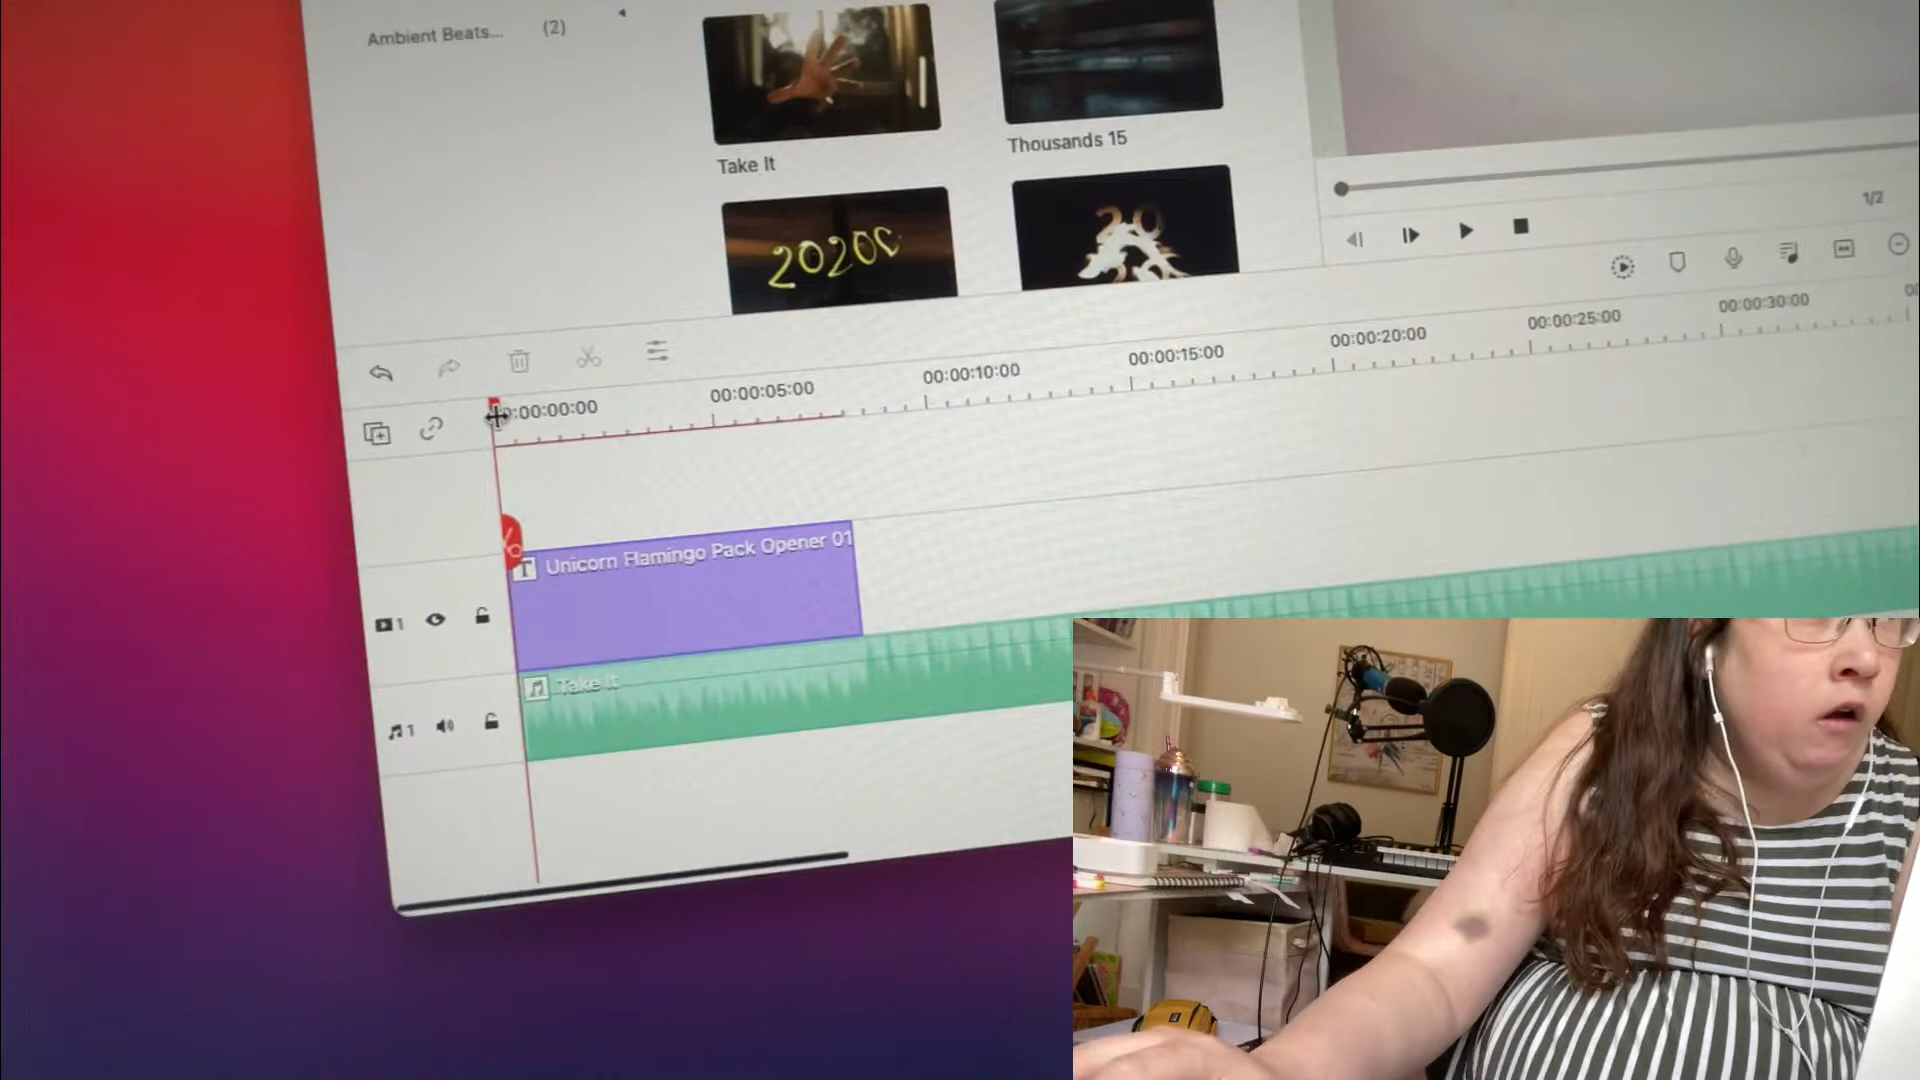 Ambient Beats... (2)
Take It
Thousands 15
2020
20
1/2
0:00:00:00
00:00:05:00
00:00:10:00
00:00:15:00
00:00:20:00
00:00:25:00
00:00:30:00
T Unicorn Flamingo Pack Opener 01
1
Take It
1